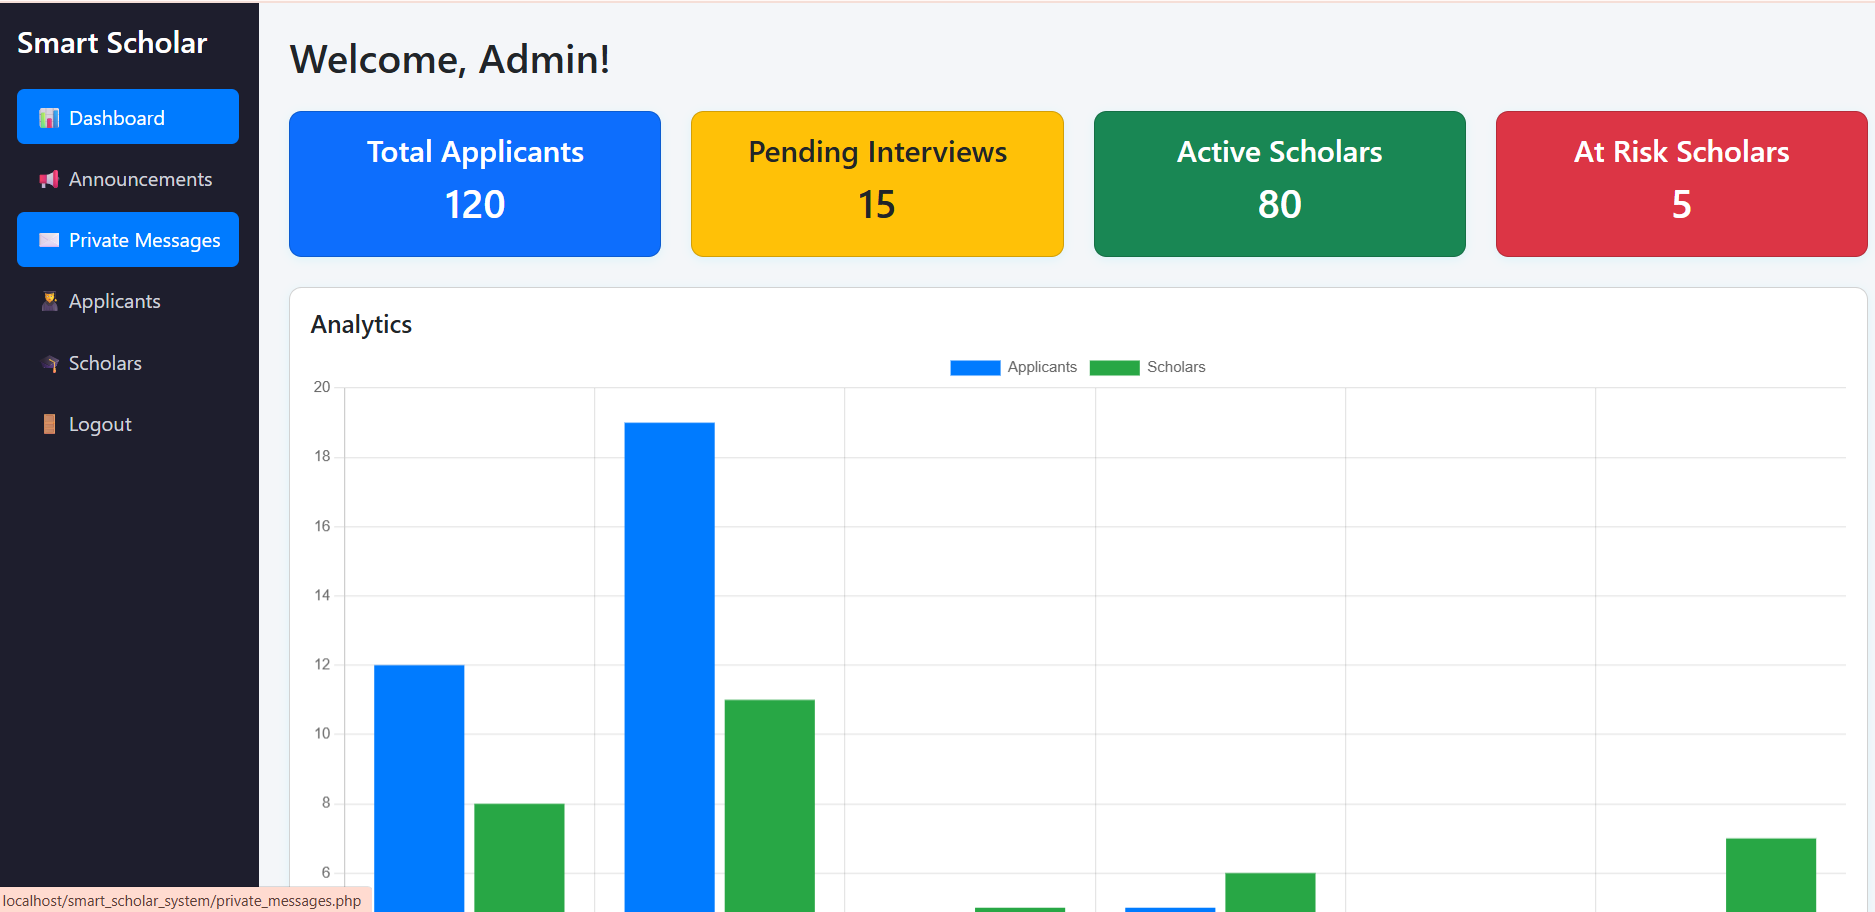 Smart Scholar
Dashboard
Announcements
Private Messages
Applicants
Scholars
Logout
Welcome, Admin!
Total Applicants
120
Pending Interviews
15
Active Scholars
80
At Risk Scholars
5
Analytics
Applicants Scholars
20
18
16
14
12
10
8
6
localhost/smart_scholar_system/private_messages.php